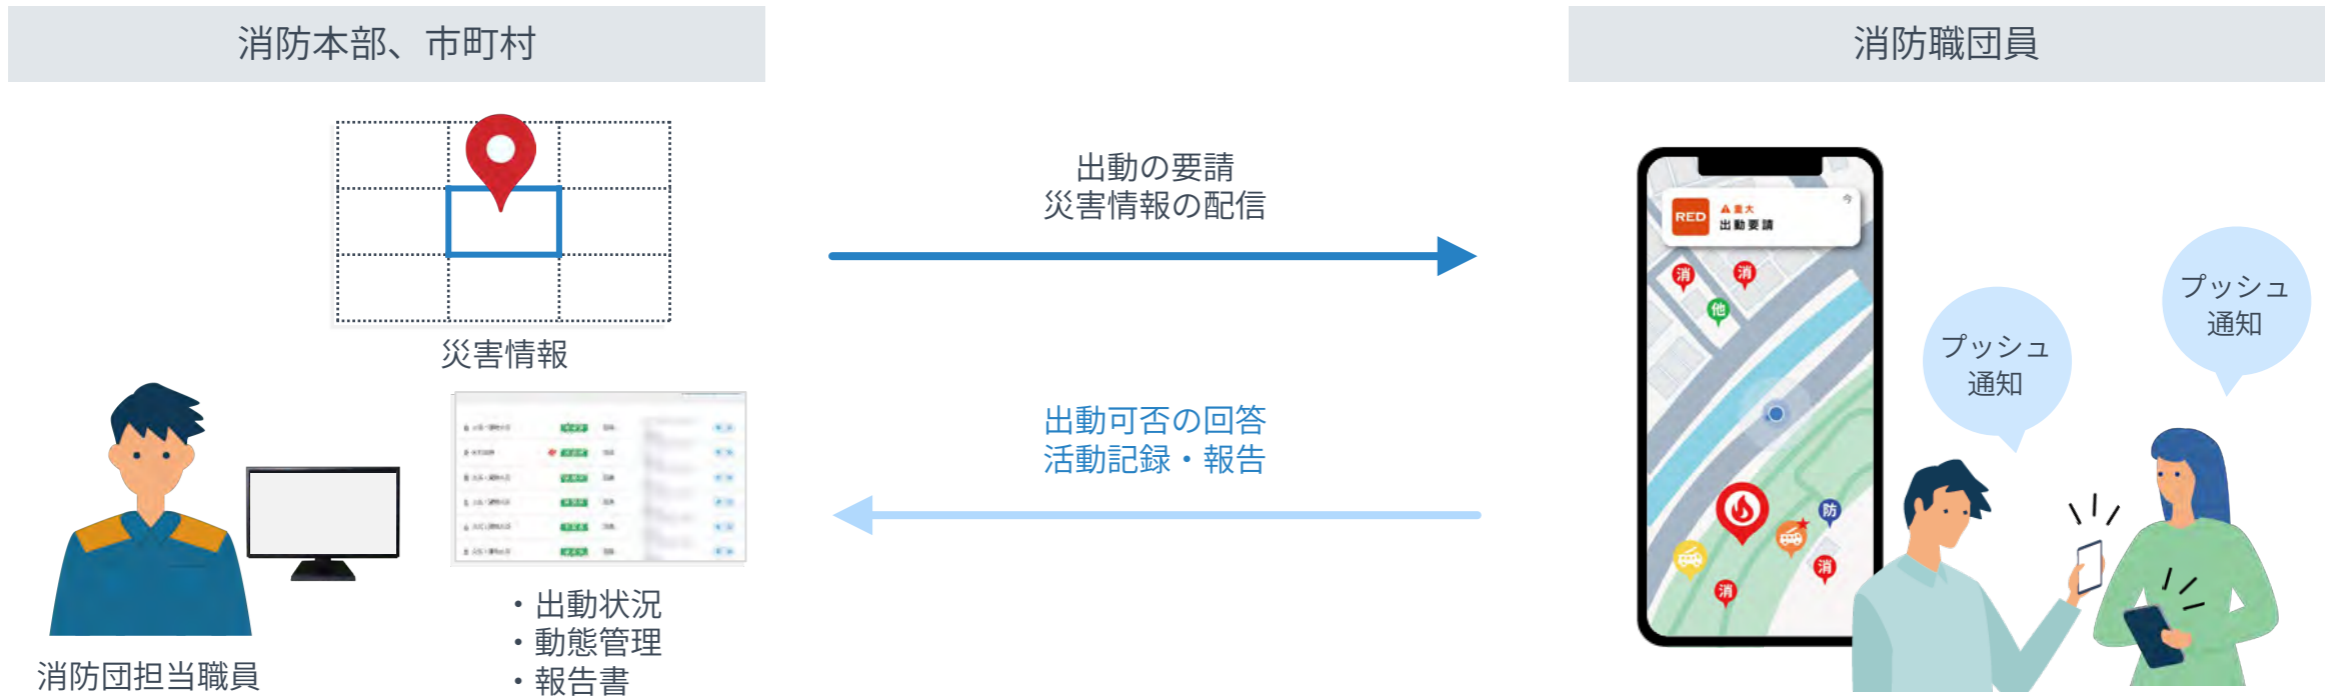 消防本部、市町村
災害情報
消防団担当職員
・出動状況
・動態管理
・報告書
出動の要請
災害情報の配信
出動可否の回答
活動記録・報告
消防職団員
今
RED
重大
出動要請
消
消
他
防
消
消
プッシュ
通知
プッシュ
通知